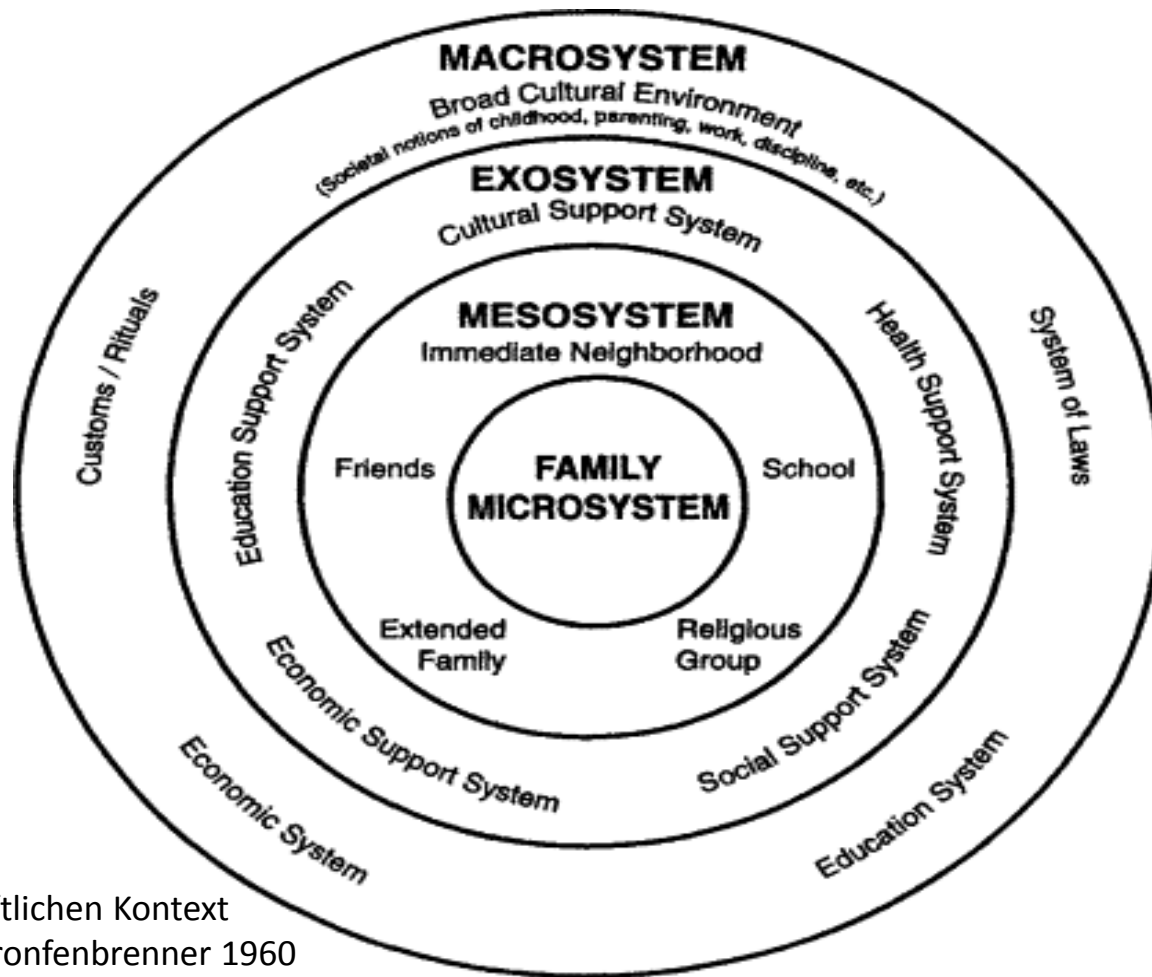 MACROSYSTEM
Broad Cultural Environment
(Societal notions of childhood, parenting, work, discipline, etc.)
EXOSYSTEM
Cultural Support System
MESOSYSTEM
Immediate Neighborhood
Customs / Rituals
Education Support System
Health Support System
System of Laws
Friends
FAMILY
MICROSYSTEM
School
Extended
Family
Religious
Group
Economic Support System
Social Support System
Economic System
Education System
ftlichen Kontext
ronfenbrenner 1960